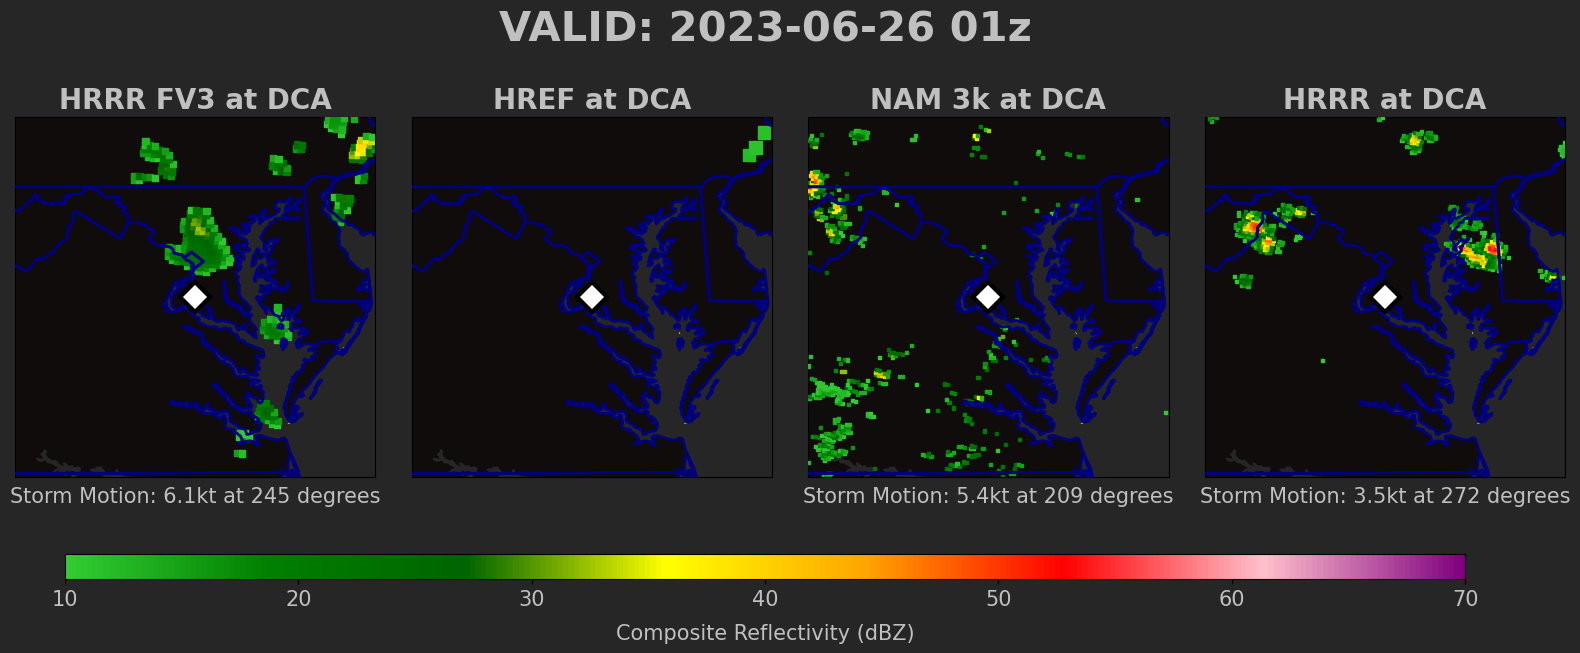 VALID: 2023-06-26 01z
HRRR FV3 at DCA
HREF at DCA
NAM 3k at DCA
HRRR at DCA
Storm Motion: 6.1kt at 245 degrees
Storm Motion: 5.4kt at 209 degrees
Storm Motion: 3.5kt at 272 degrees
10 20 30 40 50 60 70
Composite Reflectivity (dBZ)